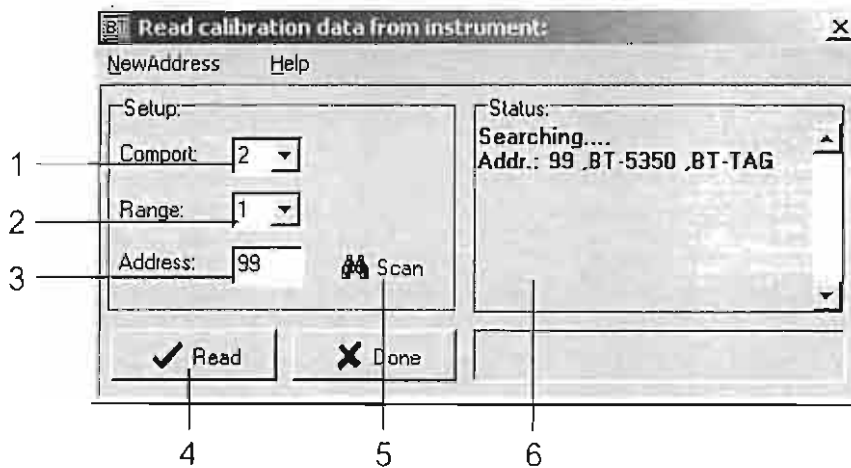 BT Read calibration data from instrument:
NewAddress Help
Setup:
1 Comport: 2
2 Range: 1
3 Address: 99
Scan
Status:
Searching....
Addr.: 99 ,BT-5350 ,BT-TAG
Read Done
4 5 6